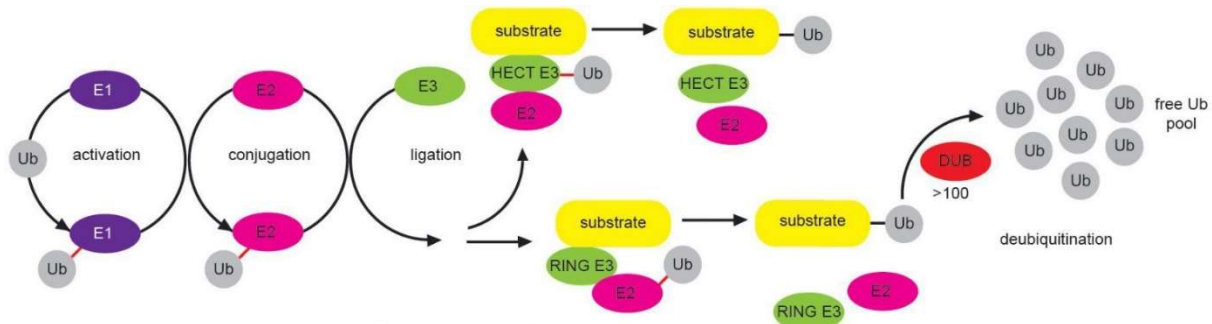 substrate
substrate
Ub
HECT E3
Ub
HECT E3
E2
E2
E1
E2
E3
Ub
activation
conjugation
ligation
E1
Ub
E2
Ub
substrate
RING E3
Ub
E2
substrate
Ub
RING E3
E2
DUB
>100
Ub
Ub
Ub
Ub
Ub
Ub
Ub
Ub
Ub
Ub
free Ub
pool
deubiquitination